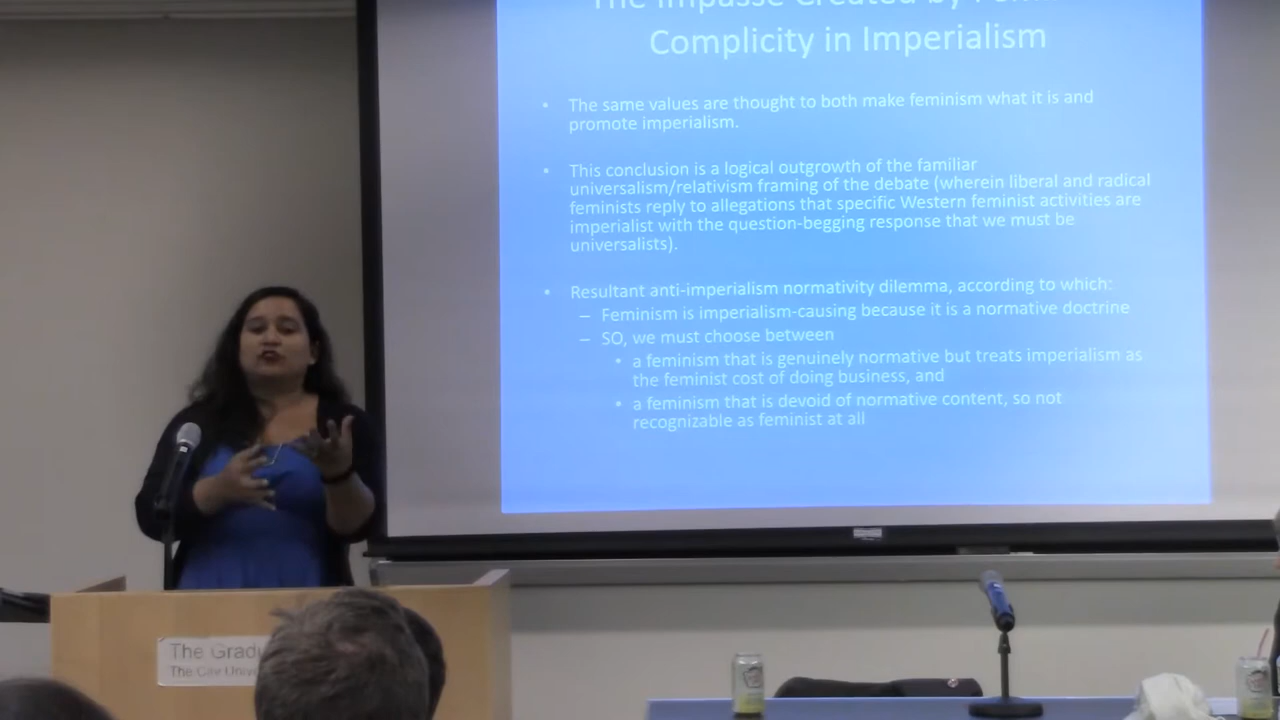 The Impasse Created by
Complicity in Imperialism
• The same values are thought to both make feminism what it is and
promote imperialism.
• This conclusion is a logical outgrowth of the familiar
universalism/relativism framing of the debate (wherein liberal and radical
feminists reply to allegations that specific Western feminist activities are
imperialist with the question-begging response that we must be
universalists).
• Resultant anti-imperialism normativity dilemma, according to which:
– Feminism is imperialism-causing because it is a normative doctrine
– SO, we must choose between
• a feminism that is genuinely normative but treats imperialism as
the feminist cost of doing business, and
• a feminism that is devoid of normative content, so not
recognizable as feminist at all
The Gradu
The City Unive